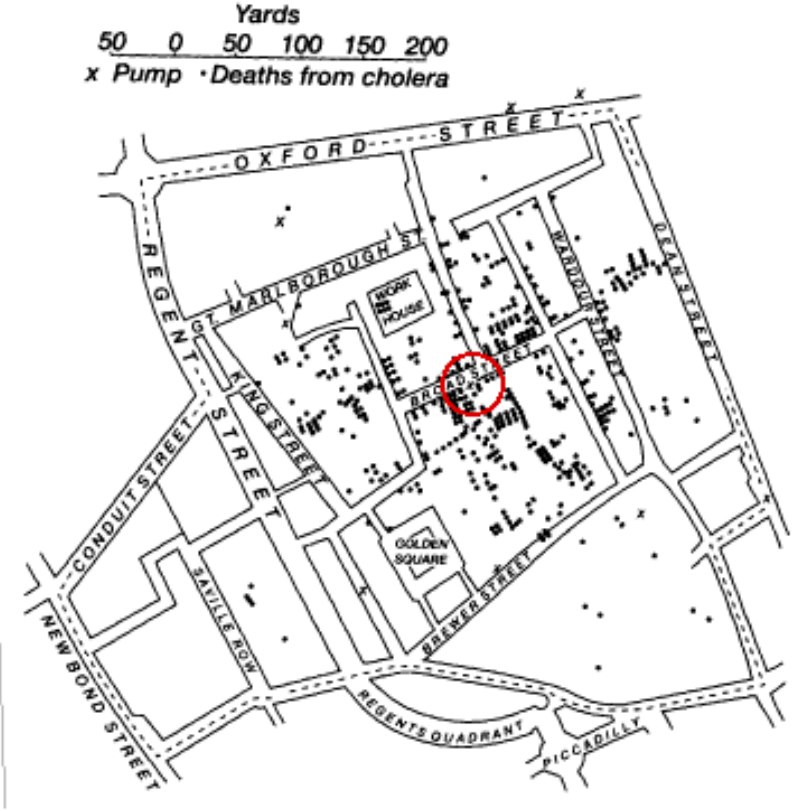 Yards
50 0 50 100 150 200
x Pump • Deaths from cholera
OXFORD STREET
REGENT STREET
GT. MARLBOROUGH ST.
WORK HOUSE
WARDOUR STREET
DEAN STREET
BROAD STREET
KING STREET
CONDUIT STREET
GOLDEN SQUARE
SAVILLE ROW
BREWER STREET
NEW BOND STREET
REGENTS QUADRANT
PICCADILLY